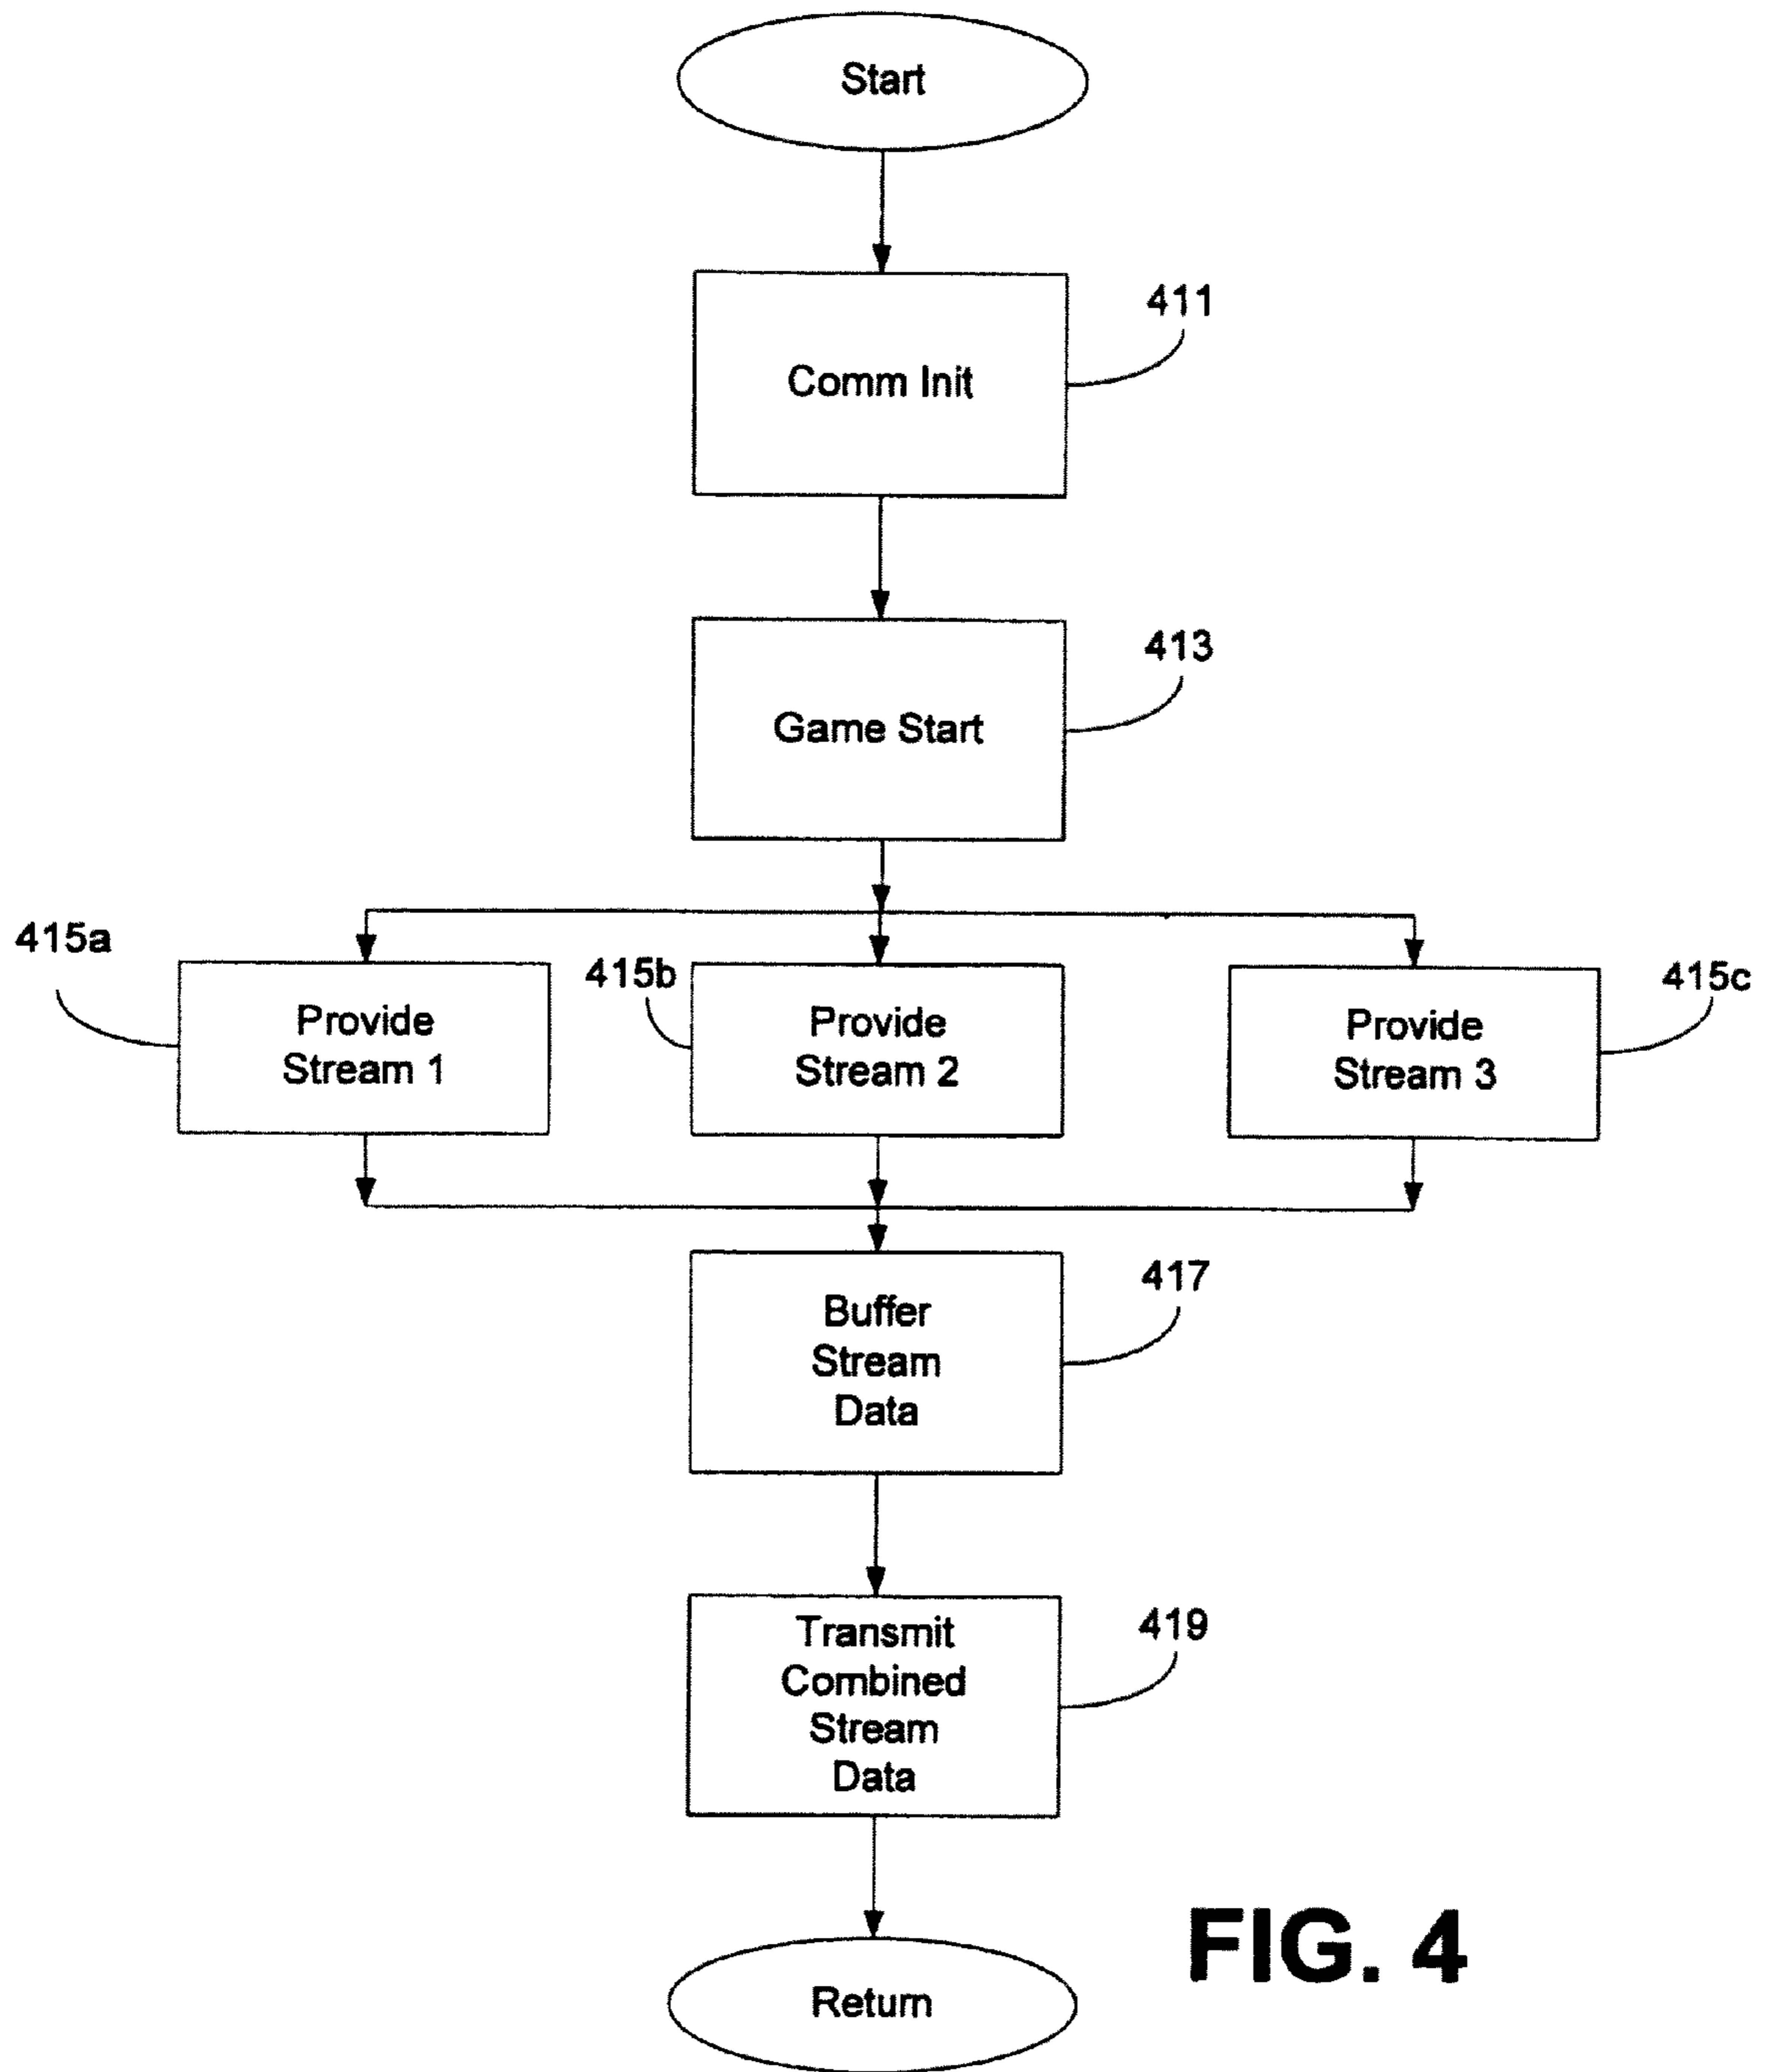 Start
411
Comm Init
413
Game Start
415a
Provide
Stream 1
415b
Provide
Stream 2
415c
Provide
Stream 3
417
Buffer
Stream
Data
419
Transmit
Combined
Stream
Data
Return
FIG. 4